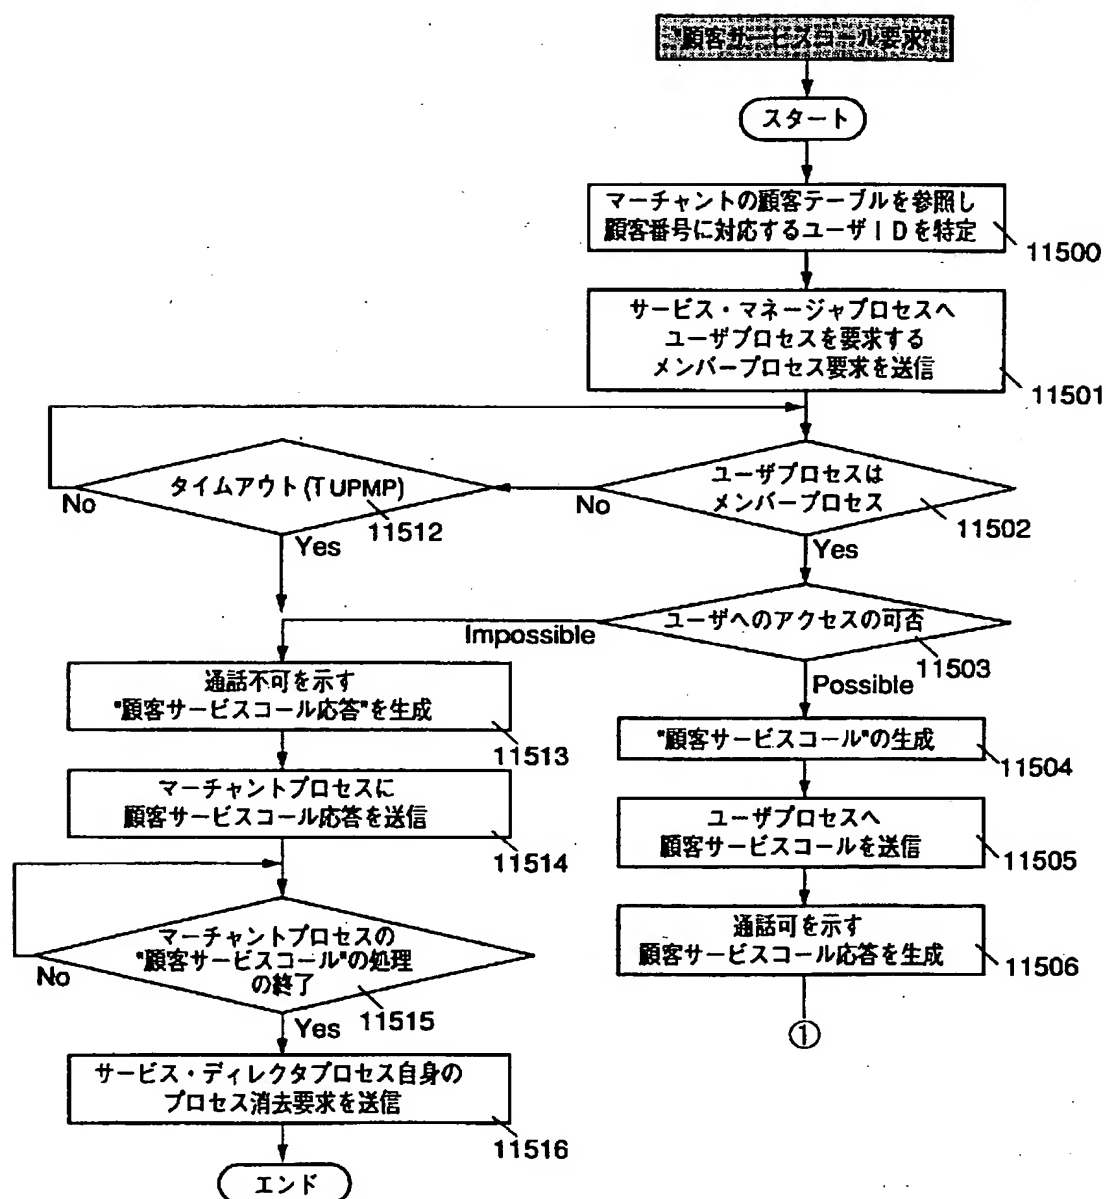 "顧客サービスコール要求"
スタート
マーチャントの顧客テーブルを参照し
顧客番号に対応するユーザIDを特定
11500
サービス・マネージャプロセスへ
ユーザプロセスを要求する
メンバープロセス要求を送信
11501
ユーザプロセスは
メンバープロセス
11502
No
Yes
タイムアウト(TUPMP)
11512
No
Yes
ユーザへのアクセスの可否
11503
Impossible
Possible
通話不可を示す
"顧客サービスコール応答"を生成
11513
"顧客サービスコール"の生成
11504
マーチャントプロセスに
顧客サービスコール応答を送信
11514
ユーザプロセスへ
顧客サービスコールを送信
11505
マーチャントプロセスの
"顧客サービスコール"の処理
の終了
11515
No
Yes
通話可を示す
顧客サービスコール応答を生成
11506
①
サービス・ディレクタプロセス自身の
プロセス消去要求を送信
11516
エンド